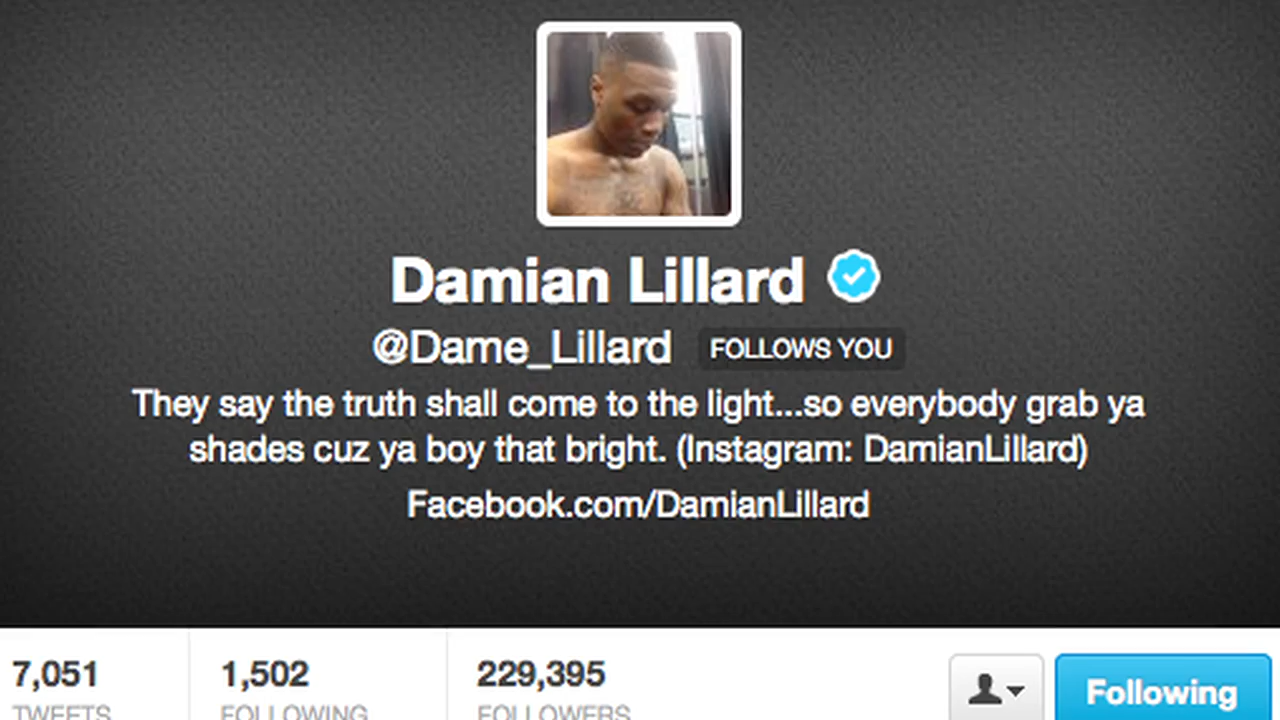 Damian Lillard
@Dame_Lillard FOLLOWS YOU
They say the truth shall come to the light...so everybody grab ya
shades cuz ya boy that bright. (Instagram: DamianLillard)
Facebook.com/DamianLillard
7,051 1,502 229,395
TWEETS FOLLOWING FOLLOWERS
Following